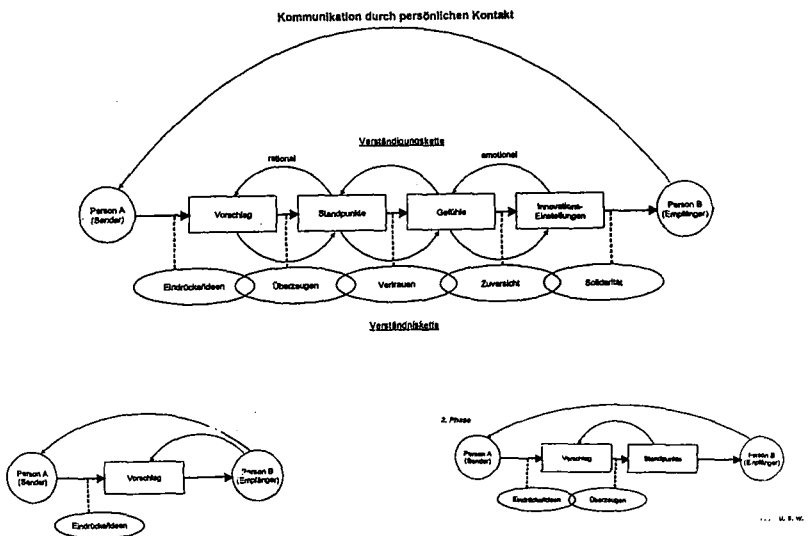 Kommunikation durch persönlichen Kontakt
Verständigungskette
rational
emotional
Person A
(Sender)
Vorschlag
Standpunkte
Gefühle
Innovations-
Einstellungen
Person B
(Empfänger)
Eindrücke/Ideen
Überzeugen
Vertrauen
Zuversicht
Solidarität
Verständniskette
Person A
(Sender)
Vorschlag
Person B
(Empfänger)
Eindrücke/Ideen
2. Phase
Person A
(Sender)
Vorschlag
Standpunkte
Person B
(Empfänger)
Eindrücke/Ideen
Überzeugen
... u. s. w.